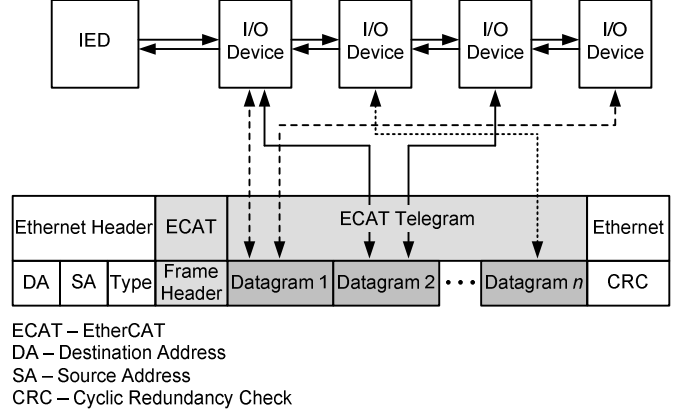 IED
I/O
Device
I/O
Device
I/O
Device
I/O
Device
Ethernet Header
ECAT
ECAT Telegram
Ethernet
DA
SA
Type
Frame
Header
Datagram 1
Datagram 2
• • •
Datagram n
CRC
ECAT – EtherCAT
DA – Destination Address
SA – Source Address
CRC – Cyclic Redundancy Check